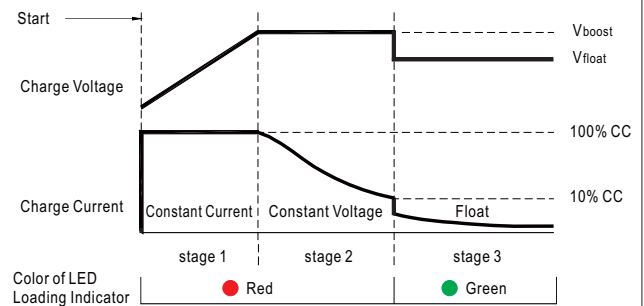 Start
Vboost
Vfloat
Charge Voltage
100% CC
10% CC
Charge Current
Constant Current
Constant Voltage
Float
stage 1
stage 2
stage 3
Color of LED
Loading Indicator
Red
Green